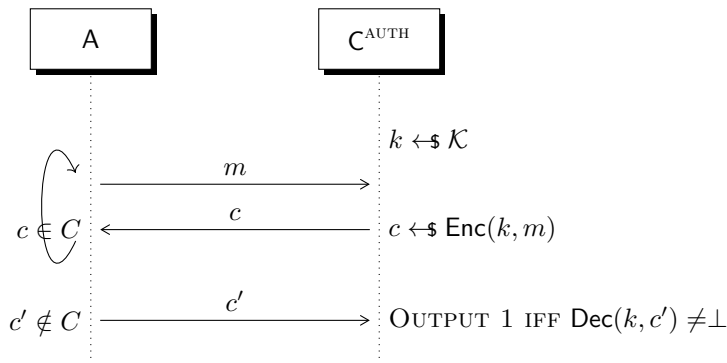 A C^AUTH
k ←$ K
m
c
c ∈ C c ←$ Enc(k, m)
c′
c′ ∉ C OUTPUT 1 IFF Dec(k, c′) ≠⊥